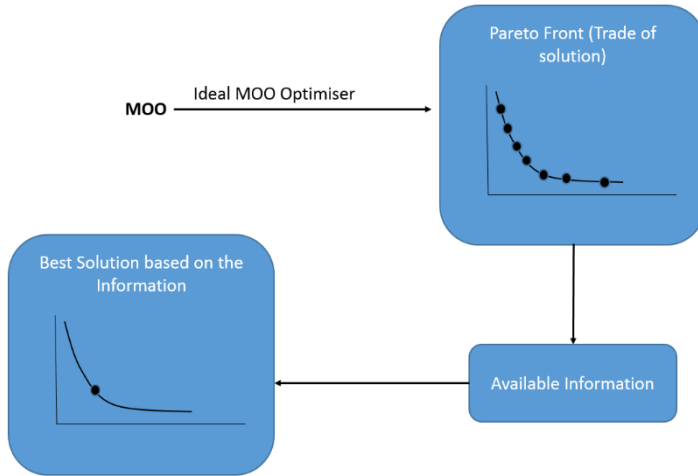 Pareto Front (Trade of
solution)
Ideal MOO Optimiser
MOO
Best Solution based on the
Information
Available Information